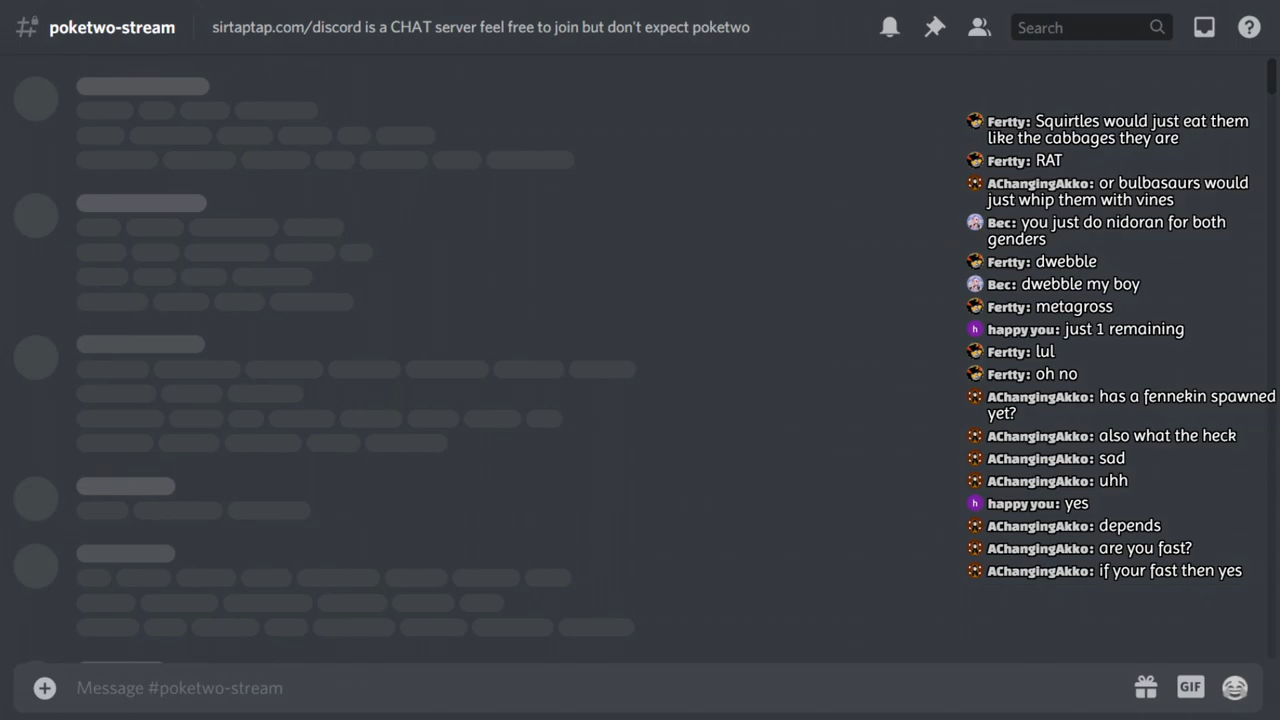 poketwo-stream
sirtaptap.com/discord is a CHAT server feel free to join but don't expect poketwo
Search
Fertty: Squirtles would just eat them
like the cabbages they are
Fertty: RAT
AChangingAkko: or bulbasaurs would
just whip them with vines
Bec: you just do nidoran for both
genders
Fertty: dwebble
Bec: dwebble my boy
Fertty: metagross
h happy you: just 1 remaining
Fertty: lul
Fertty: oh no
AChangingAkko: has a fennekin spawned
yet?
AChangingAkko: also what the heck
AChangingAkko: sad
AChangingAkko: uhh
h happy you: yes
AChangingAkko: depends
AChangingAkko: are you fast?
AChangingAkko: if your fast then yes
Message #poketwo-stream
GIF